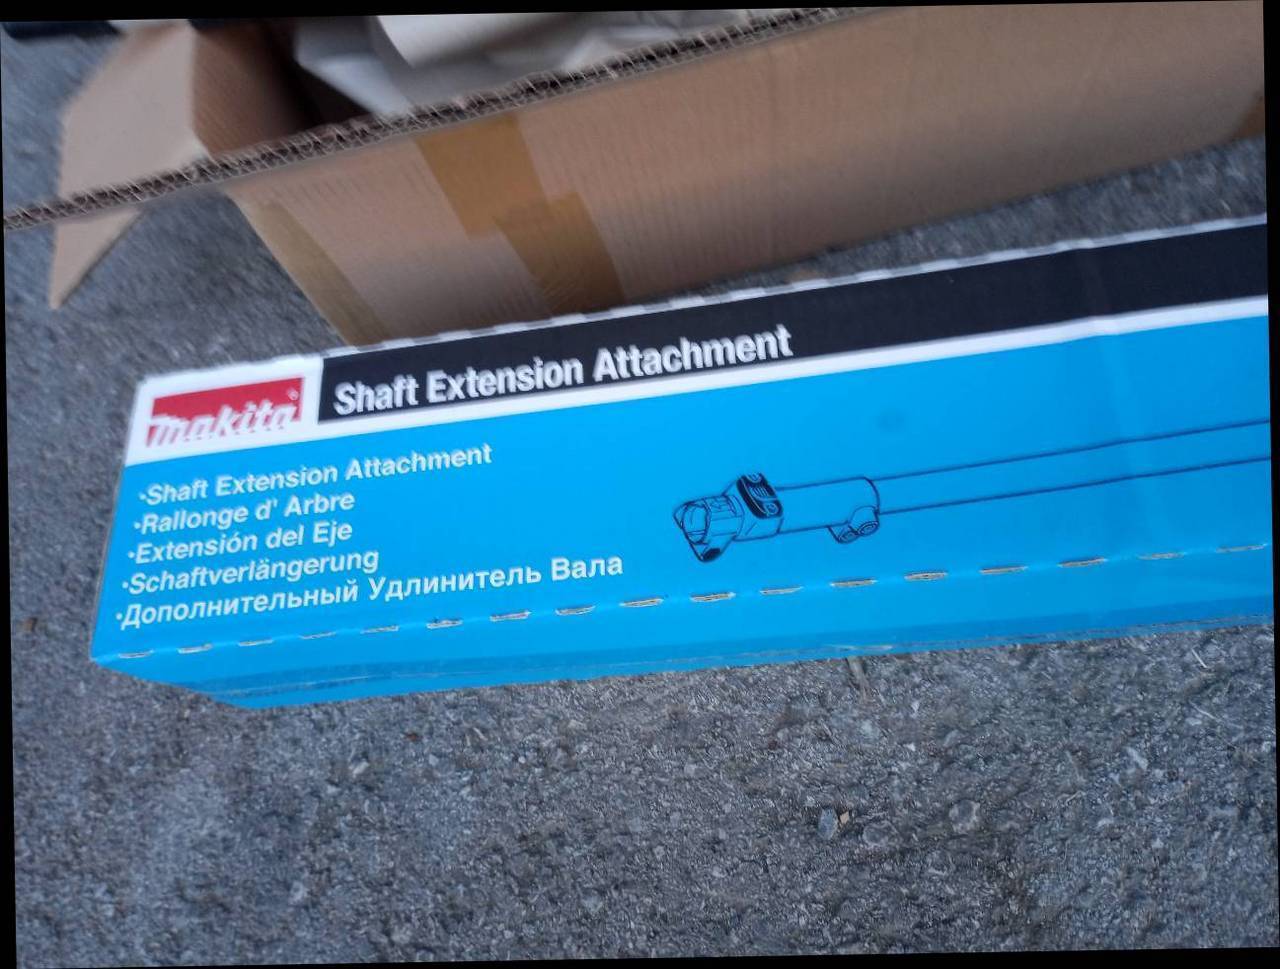 makita
Shaft Extension Attachment
·Shaft Extension Attachment
·Rallonge d' Arbre
·Extensión del Eje
·Schaftverlängerung
·Дополнительный Удлинитель Вала